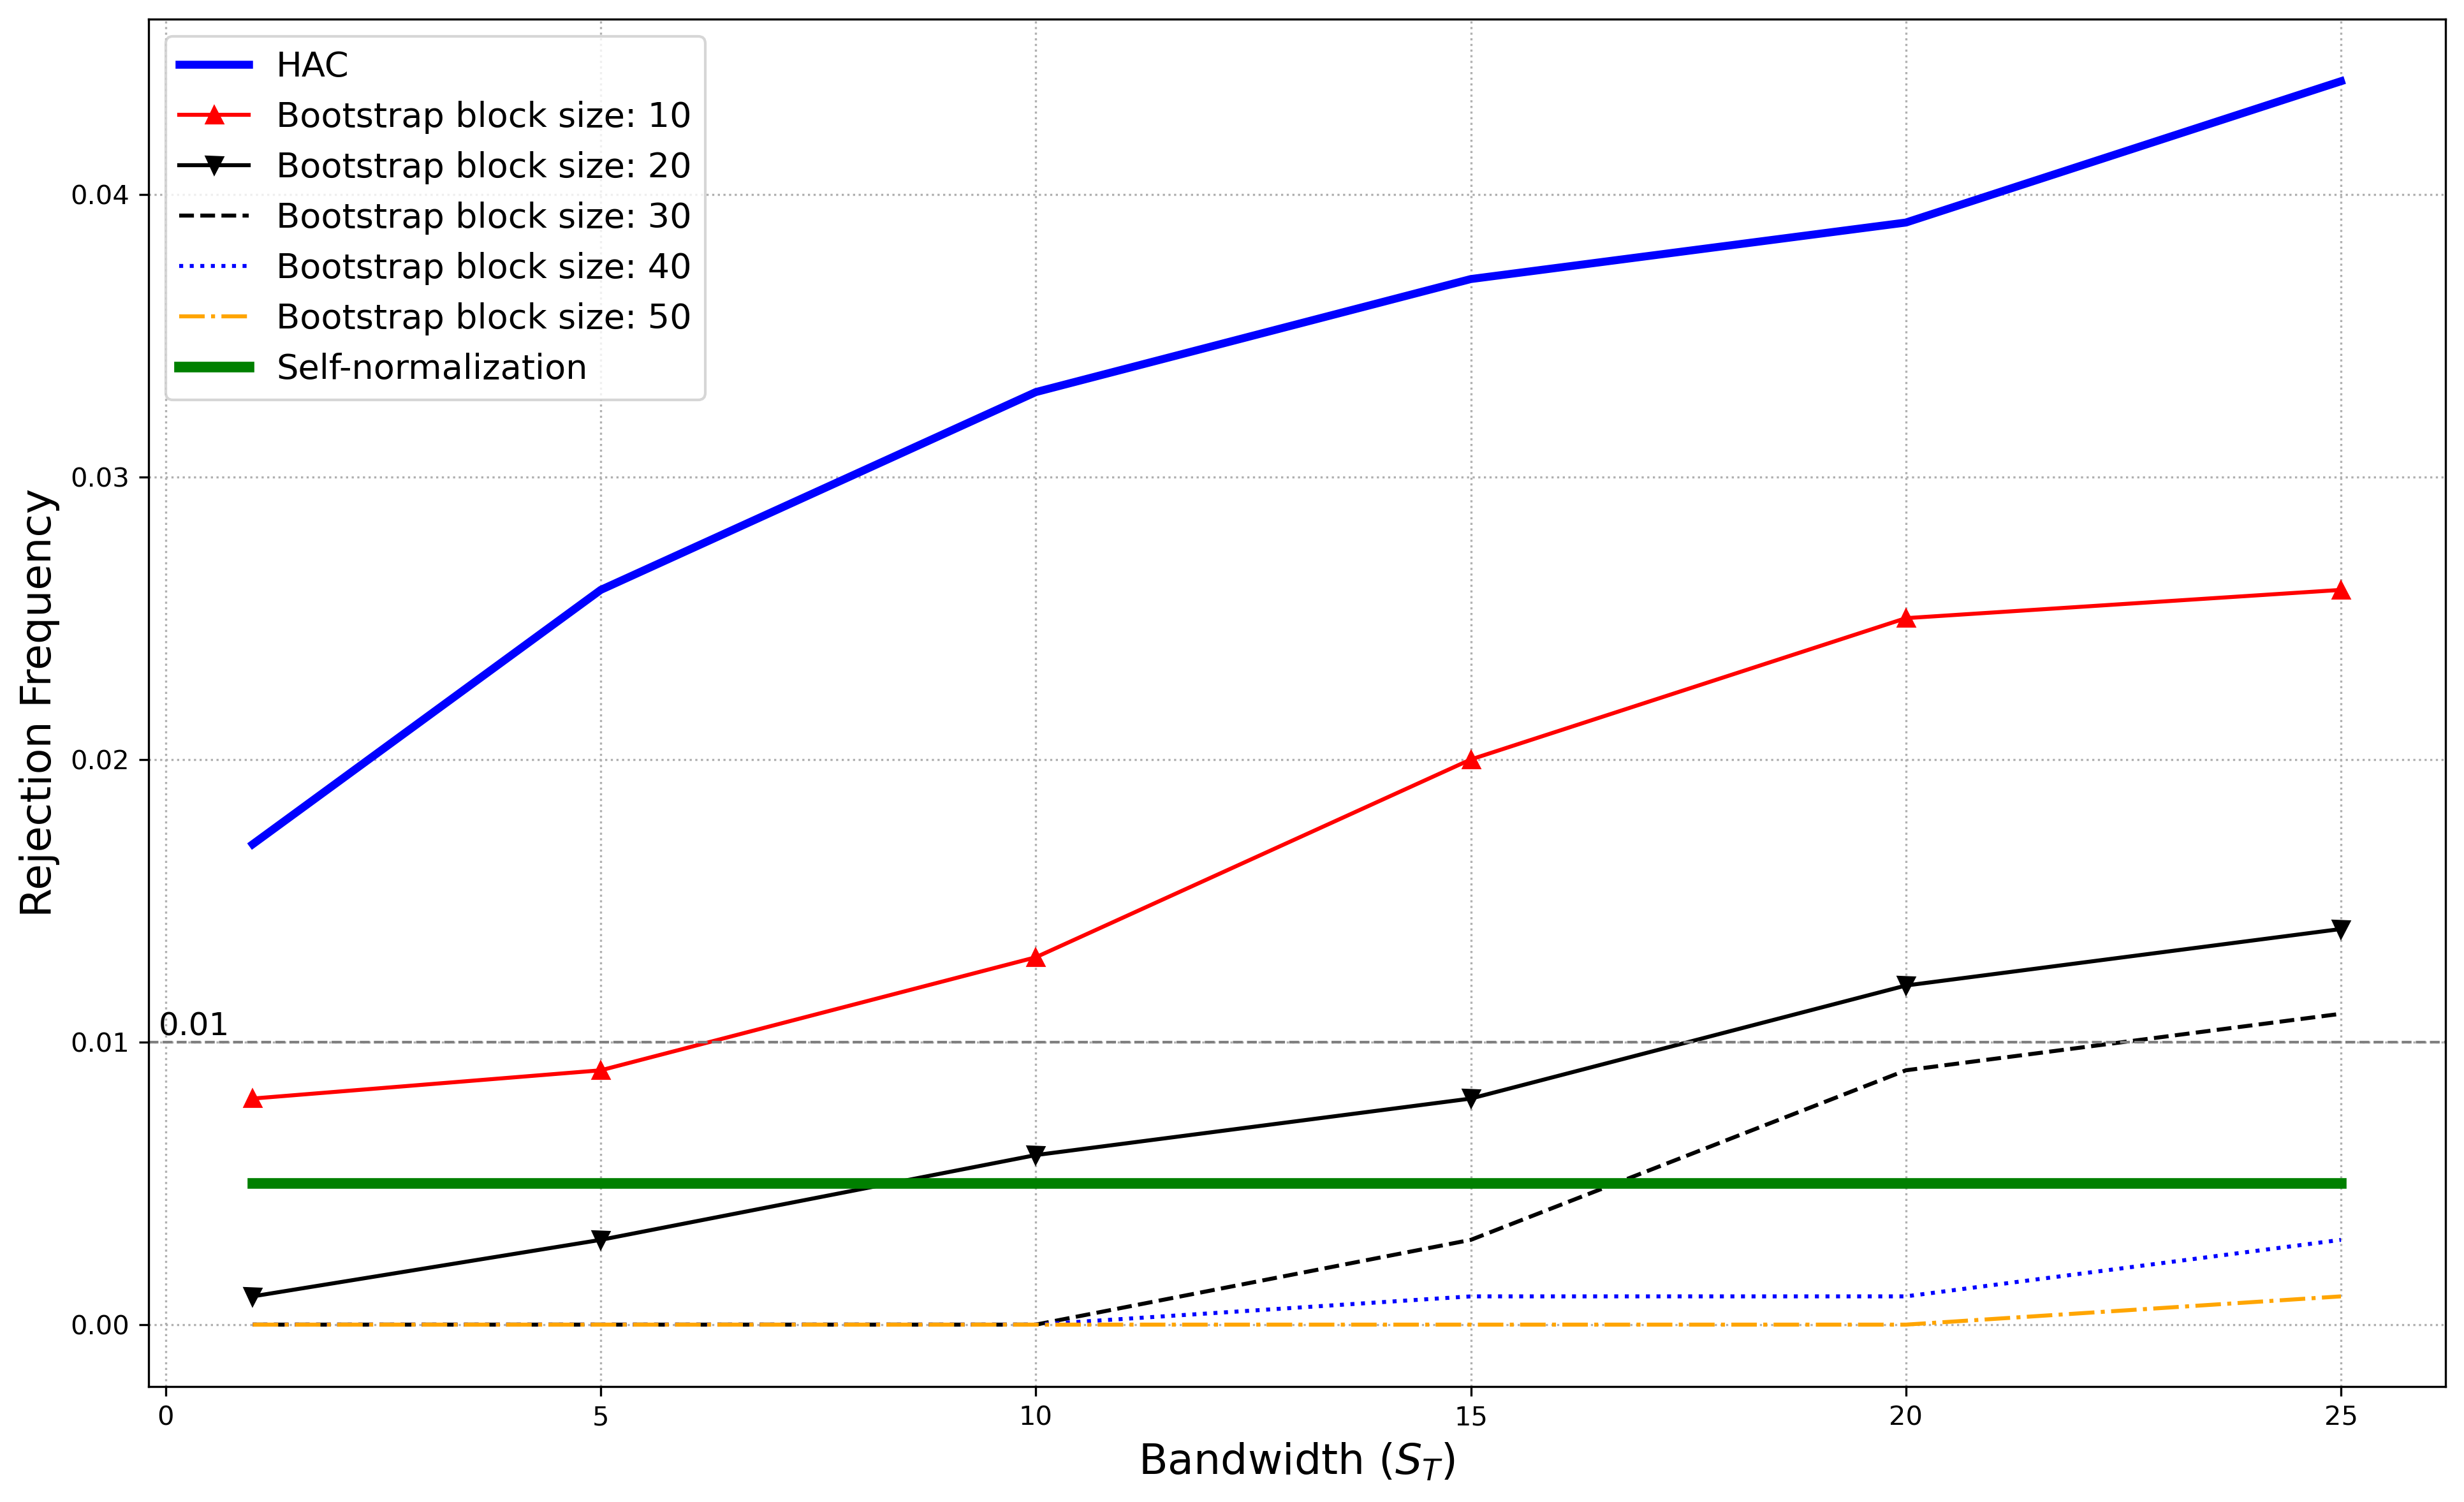 HAC
Bootstrap block size: 10
Bootstrap block size: 20
Bootstrap block size: 30
Bootstrap block size: 40
Bootstrap block size: 50
Self-normalization
Rejection Frequency
0.04
0.03
0.02
0.01
0.00
0.01
0 5 10 15 20 25
Bandwidth (S_T)